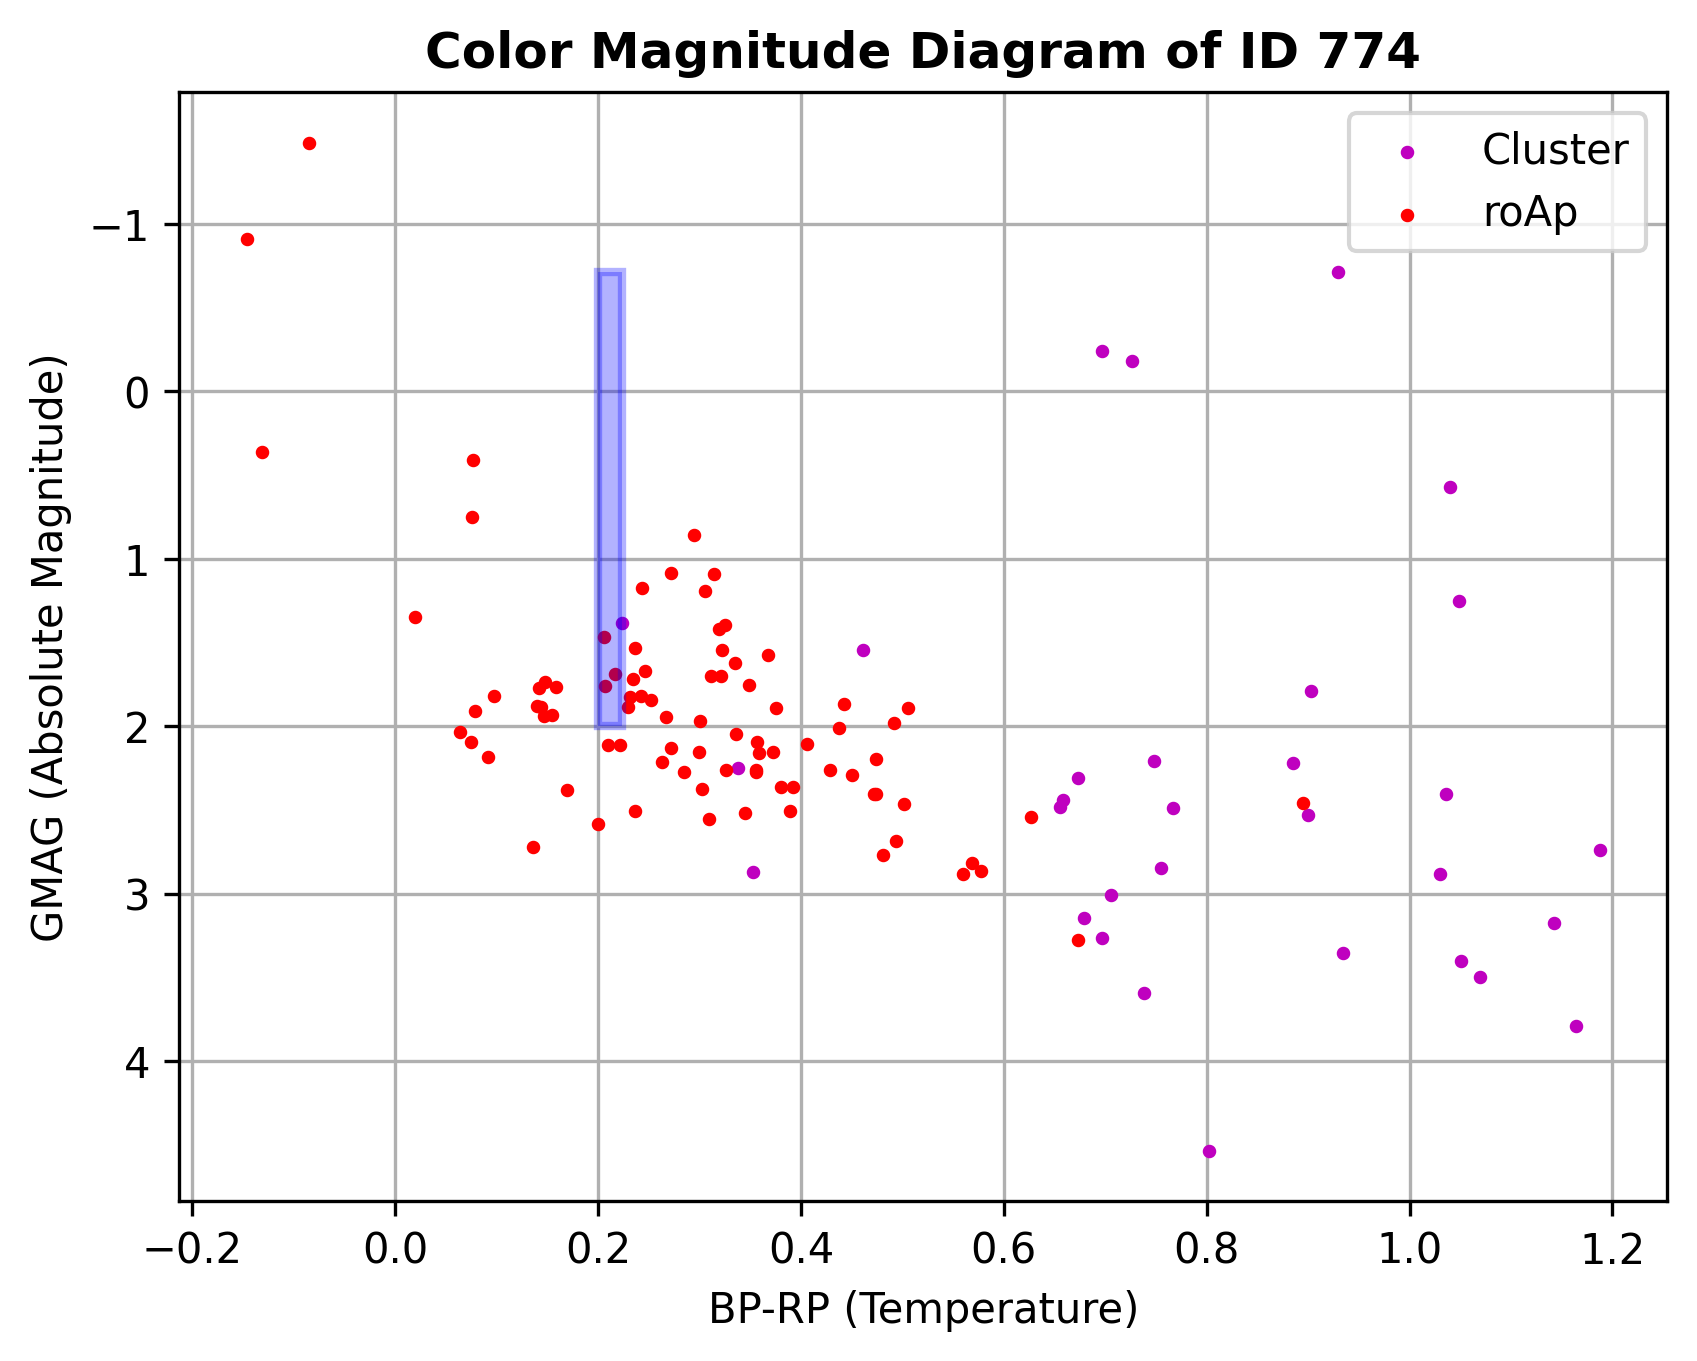 Color Magnitude Diagram of ID 774
Cluster
roAp
−1
0
1
2
3
4
GMAG (Absolute Magnitude)
−0.2 0.0 0.2 0.4 0.6 0.8 1.0 1.2
BP-RP (Temperature)